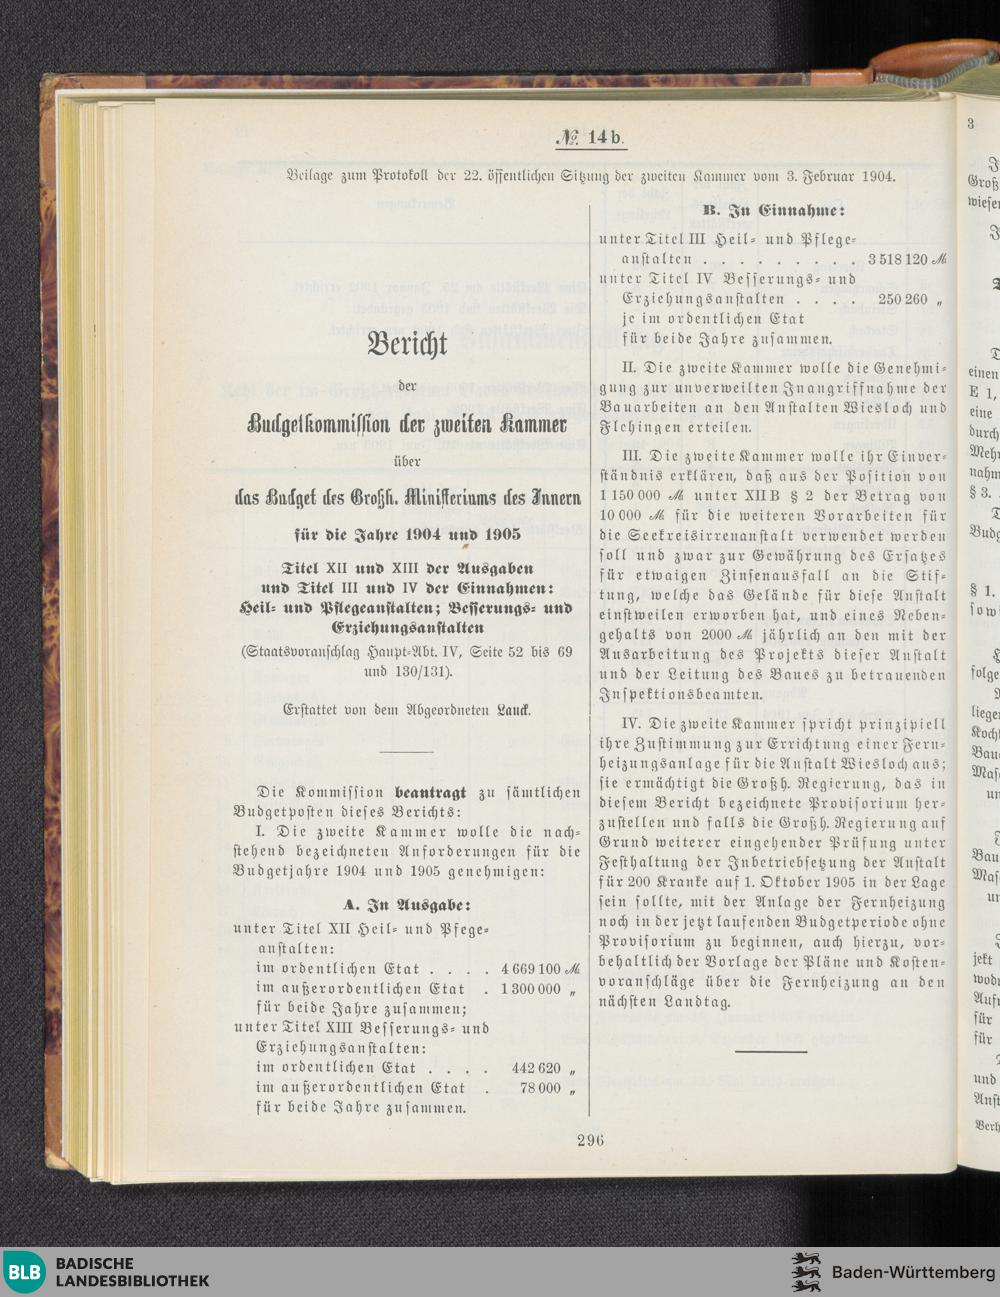 № 14b.
Beilage zum Protokoll der 22. öffentlichen Sitzung der zweiten Kammer vom 3. Februar 1904.
Bericht
der
Budgetkommission der zweiten Kammer
über
das Budget des Großh. Ministeriums des Innern
für die Jahre 1904 und 1905
Titel XII und XIII der Ausgaben
und Titel III und IV der Einnahmen:
Heil- und Pflegeanstalten; Besserungs- und
Erziehungsanstalten
(Staatsvoranschlag Haupt-Abt. IV, Seite 52 bis 69
und 130/131).
Erstattet von dem Abgeordneten Lauck.
Die Kommission beantragt zu sämtlichen
Budgetposten dieses Berichts:
I. Die zweite Kammer wolle die nach-
stehend bezeichneten Anforderungen für die
Budgetjahre 1904 und 1905 genehmigen:
A. In Ausgabe:
unter Titel XII Heil- und Pfege-
anstalten:
im ordentlichen Etat . . . . 4 669 100 ℳ
im außerordentlichen Etat . 1 300 000 „
für beide Jahre zusammen;
unter Titel XIII Besserungs- und
Erziehungsanstalten:
im ordentlichen Etat . . . . 442 620 „
im außerordentlichen Etat . 78 000 „
für beide Jahre zusammen.
B. In Einnahme:
unter Titel III Heil- und Pflege-
anstalten . . . . . . . . . 3 518 120 ℳ
unter Titel IV Besserungs- und
Erziehungsanstalten . . . . 250 260 „
je im ordentlichen Etat
für beide Jahre zusammen.
II. Die zweite Kammer wolle die Genehmi-
gung zur unverweilten Inangriffnahme der
Bauarbeiten an den Anstalten Wiesloch und
Flehingen erteilen.
III. Die zweite Kammer wolle ihr Einver-
ständnis erklären, daß aus der Position von
1 150 000 ℳ unter XII B § 2 der Betrag von
10 000 ℳ für die weiteren Vorarbeiten für
die Seekreisirrenanstalt verwendet werden
soll und zwar zur Gewährung des Ersatzes
für etwaigen Zinsenausfall an die Stif-
tung, welche das Gelände für diese Anstalt
einstweilen erworben hat, und eines Neben-
gehalts von 2000 ℳ jährlich an den mit der
Ausarbeitung des Projekts dieser Anstalt
und der Leitung des Baues zu betrauenden
Inspektionsbeamten.
IV. Die zweite Kammer spricht prinzipiell
ihre Zustimmung zur Errichtung einer Fern-
heizungsanlage für die Anstalt Wiesloch aus;
sie ermächtigt die Großh. Regierung, das in
diesem Bericht bezeichnete Provisorium her-
zustellen und falls die Großh. Regierung auf
Grund weiterer eingehender Prüfung unter
Festhaltung der Inbetriebsetzung der Anstalt
für 200 Kranke auf 1. Oktober 1905 in der Lage
sein sollte, mit der Anlage der Fernheizung
noch in der jetzt laufenden Budgetperiode ohne
Provisorium zu beginnen, auch hierzu, vor-
behaltlich der Vorlage der Pläne und Kosten-
voranschläge über die Fernheizung an den
nächsten Landtag.
296
BLB BADISCHE
LANDESBIBLIOTHEK
Baden-Württemberg